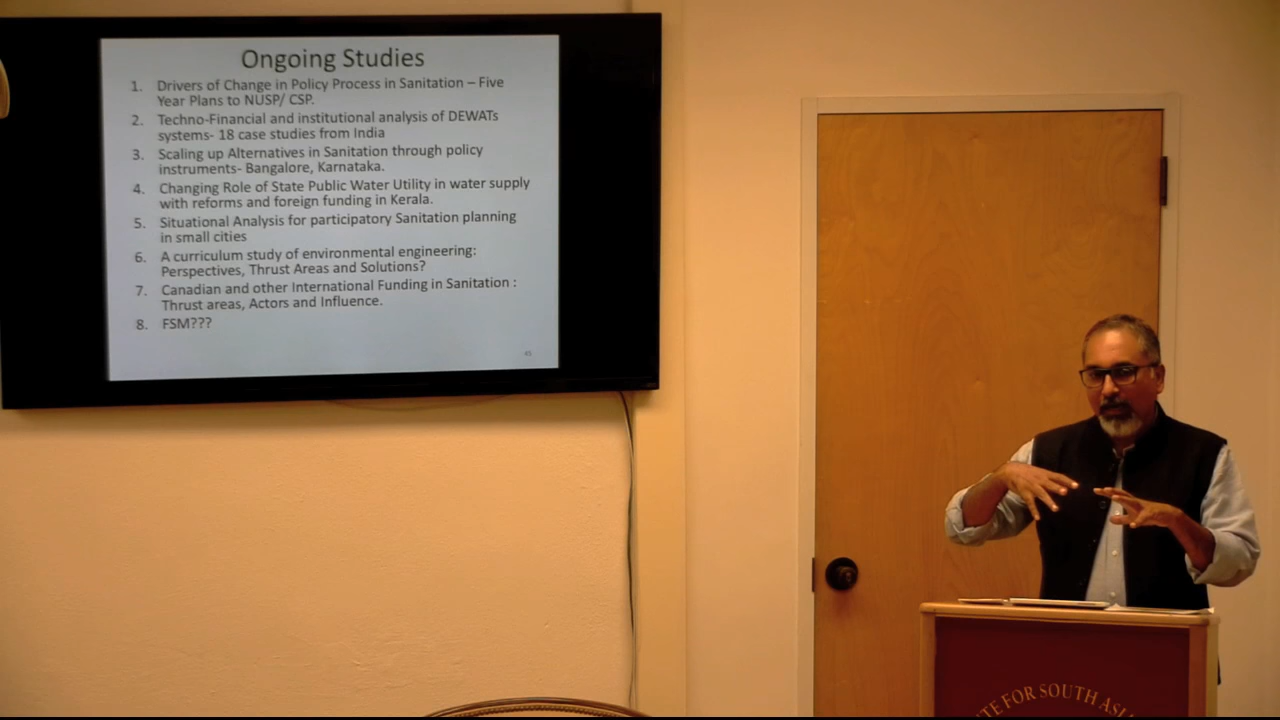 Ongoing Studies
1. Drivers of Change in Policy Process in Sanitation – Five
Year Plans to NUSP/ CSP.
2. Techno-Financial and institutional analysis of DEWATs
systems- 18 case studies from India
3. Scaling up Alternatives in Sanitation through policy
instruments- Bangalore, Karnataka.
4. Changing Role of State Public Water Utility in water supply
with reforms and foreign funding in Kerala.
5. Situational Analysis for participatory Sanitation planning
in small cities
6. A curriculum study of environmental engineering:
Perspectives, Thrust Areas and Solutions?
7. Canadian and other International Funding in Sanitation :
Thrust areas, Actors and Influence.
8. FSM???
FOR SOUTH